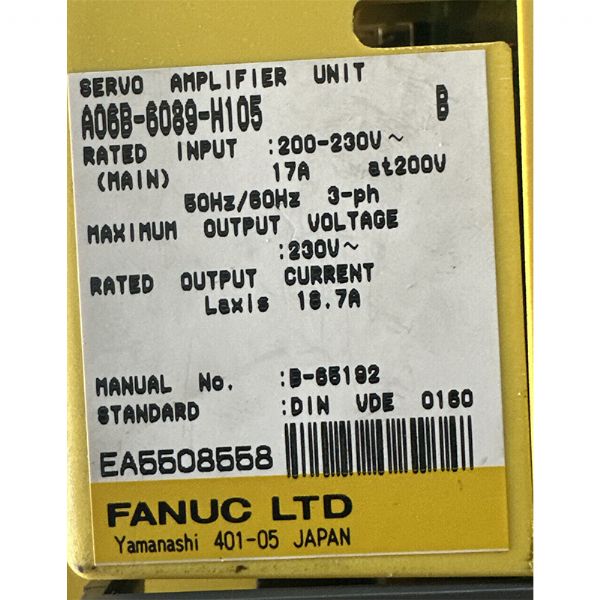 SERVO AMPLIFIER UNIT
A06B-6089-H105 B
RATED INPUT :200-230V~
(MAIN) 17A at200V
50Hz/60Hz 3-ph
MAXIMUM OUTPUT VOLTAGE
:230V~
RATED OUTPUT CURRENT
Laxis 18.7A
MANUAL No. :B-65192
STANDARD :DIN VDE 0160
EA5508558
FANUC LTD
Yamanashi 401-05 JAPAN